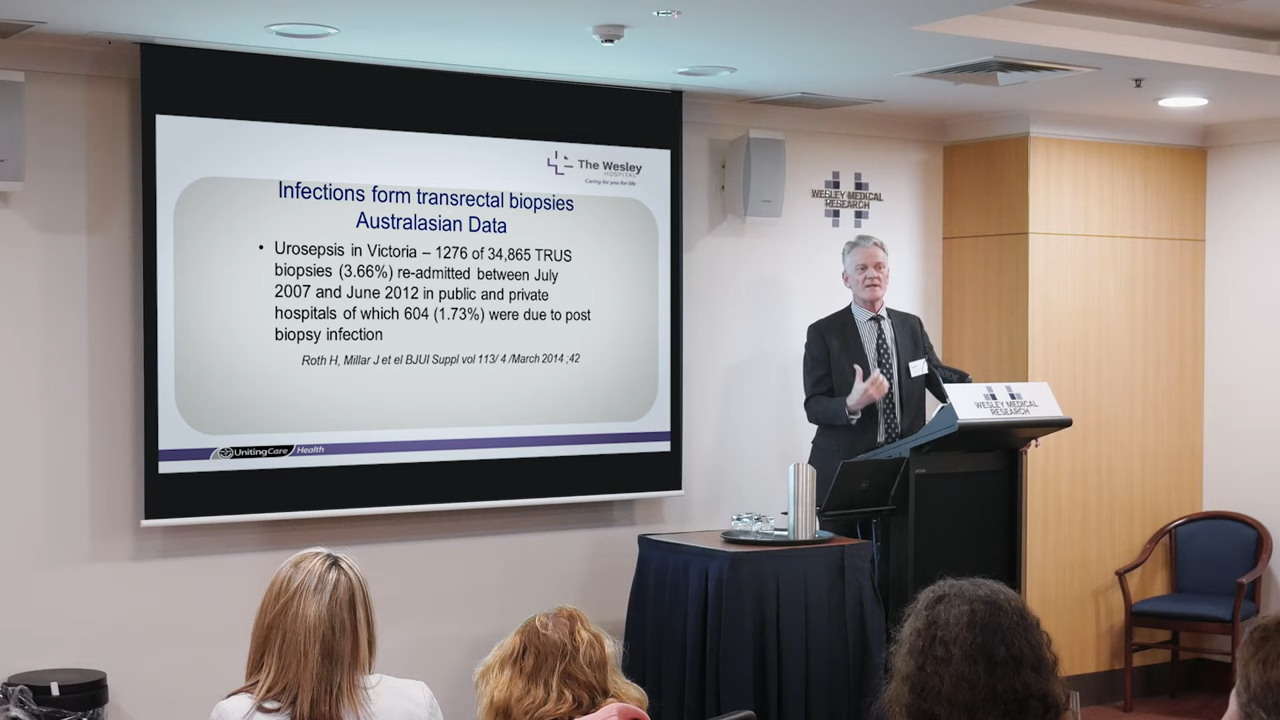 The Wesley
HOSPITAL
Caring for you for life
Infections form transrectal biopsies
Australasian Data
• Urosepsis in Victoria – 1276 of 34,865 TRUS
biopsies (3.66%) re-admitted between July
2007 and June 2012 in public and private
hospitals of which 604 (1.73%) were due to post
biopsy infection
Roth H, Millar J et el BJUI Suppl vol 113/ 4 /March 2014 ;42
UnitingCare Health
WESLEY MEDICAL
RESEARCH
WESLEY MEDICAL
RESEARCH